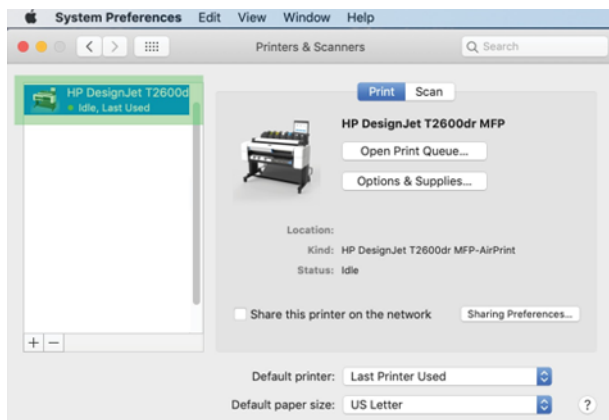 System Preferences Edit View Window Help
Printers & Scanners
Search
HP DesignJet T2600d
Idle, Last Used
Print Scan
HP DesignJet T2600dr MFP
Open Print Queue...
Options & Supplies...
Location:
Kind: HP DesignJet T2600dr MFP-AirPrint
Status: Idle
Share this printer on the network
Sharing Preferences...
+ −
Default printer: Last Printer Used
Default paper size: US Letter
?